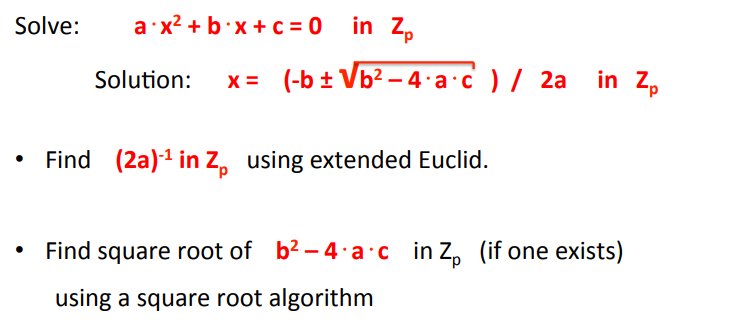 Solve: a·x² + b·x + c = 0 in Zₚ
Solution: x = (-b ± √b² – 4·a·c ) / 2a in Zₚ
• Find (2a)⁻¹ in Zₚ using extended Euclid.
• Find square root of b² – 4·a·c in Zₚ (if one exists)
using a square root algorithm